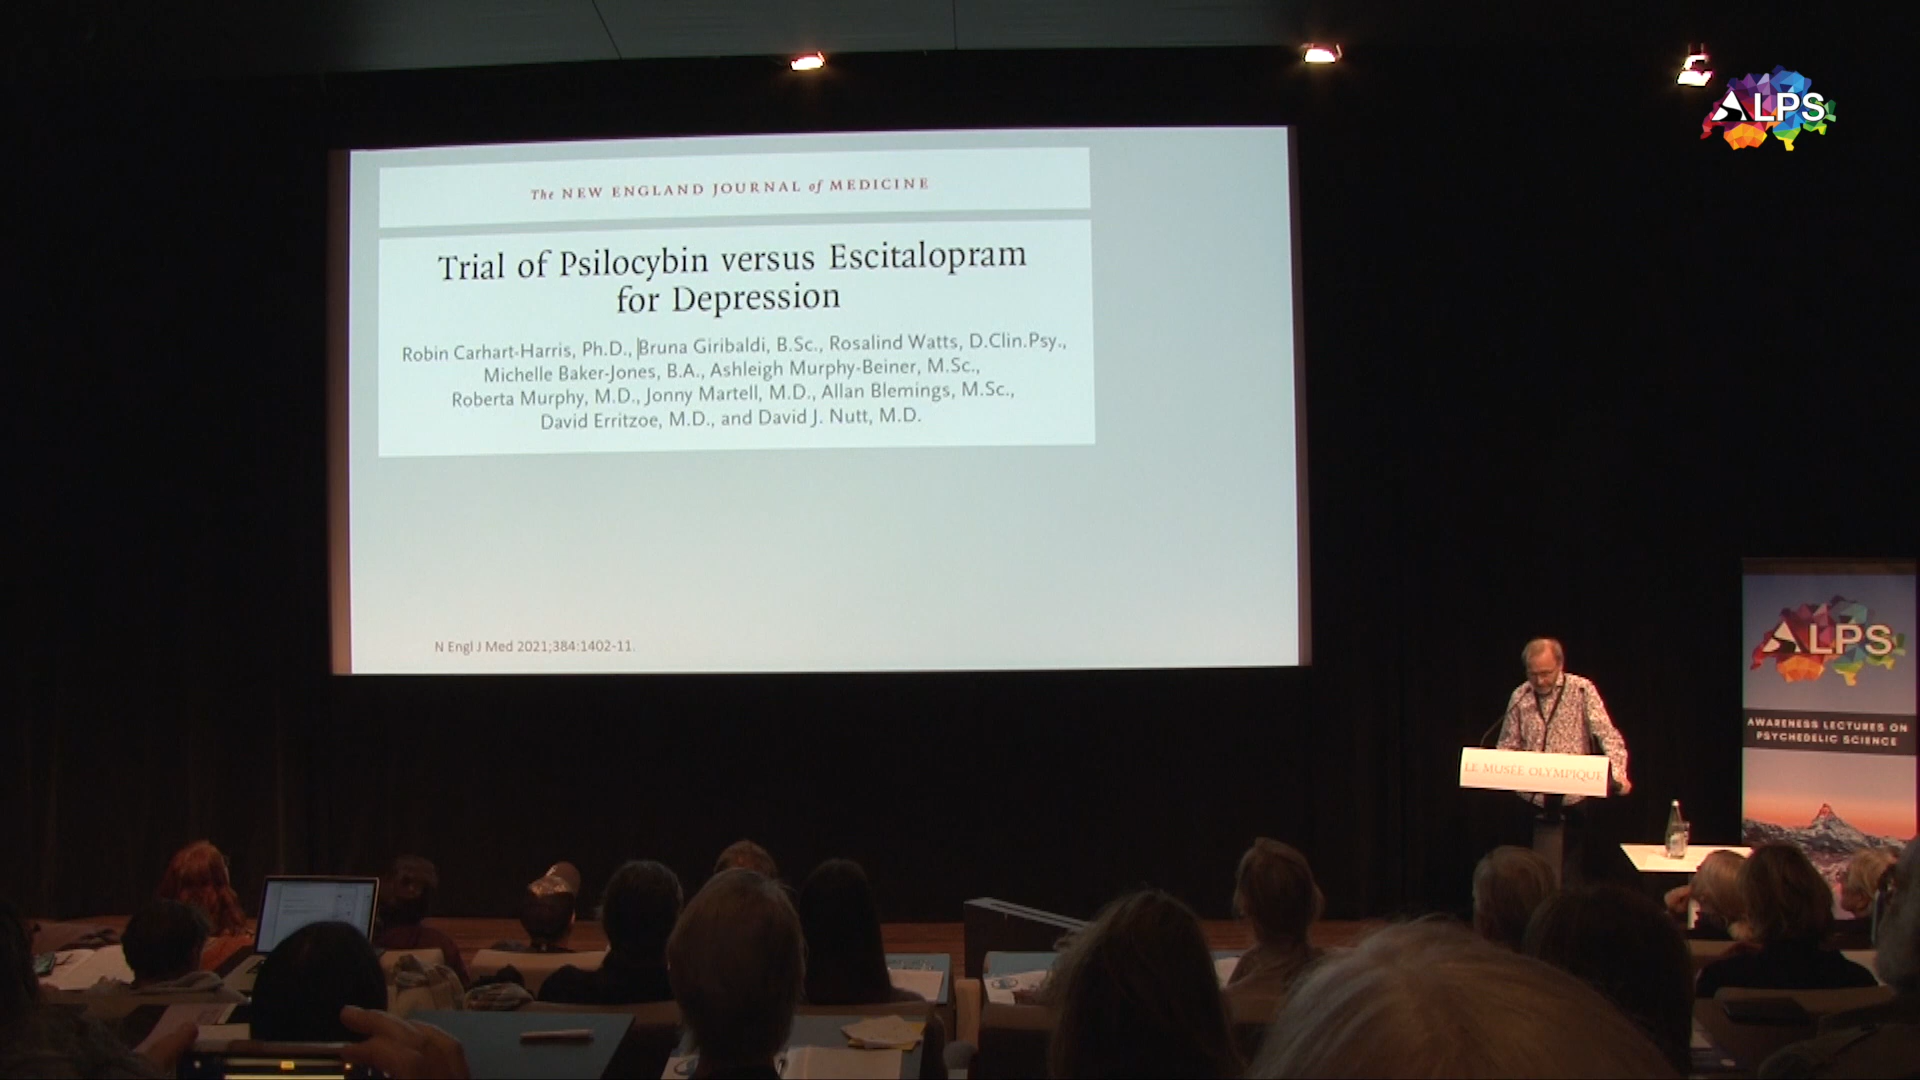 ALPS
The NEW ENGLAND JOURNAL of MEDICINE
Trial of Psilocybin versus Escitalopram
for Depression
Robin Carhart-Harris, Ph.D., Bruna Giribaldi, B.Sc., Rosalind Watts, D.Clin.Psy.,
Michelle Baker-Jones, B.A., Ashleigh Murphy-Beiner, M.Sc.,
Roberta Murphy, M.D., Jonny Martell, M.D., Allan Blemings, M.Sc.,
David Erritzoe, M.D., and David J. Nutt, M.D.
N Engl J Med 2021;384:1402-11.
ALPS
AWARENESS LECTURES ON
PSYCHEDELIC SCIENCE
LE MUSÉE OLYMPIQUE